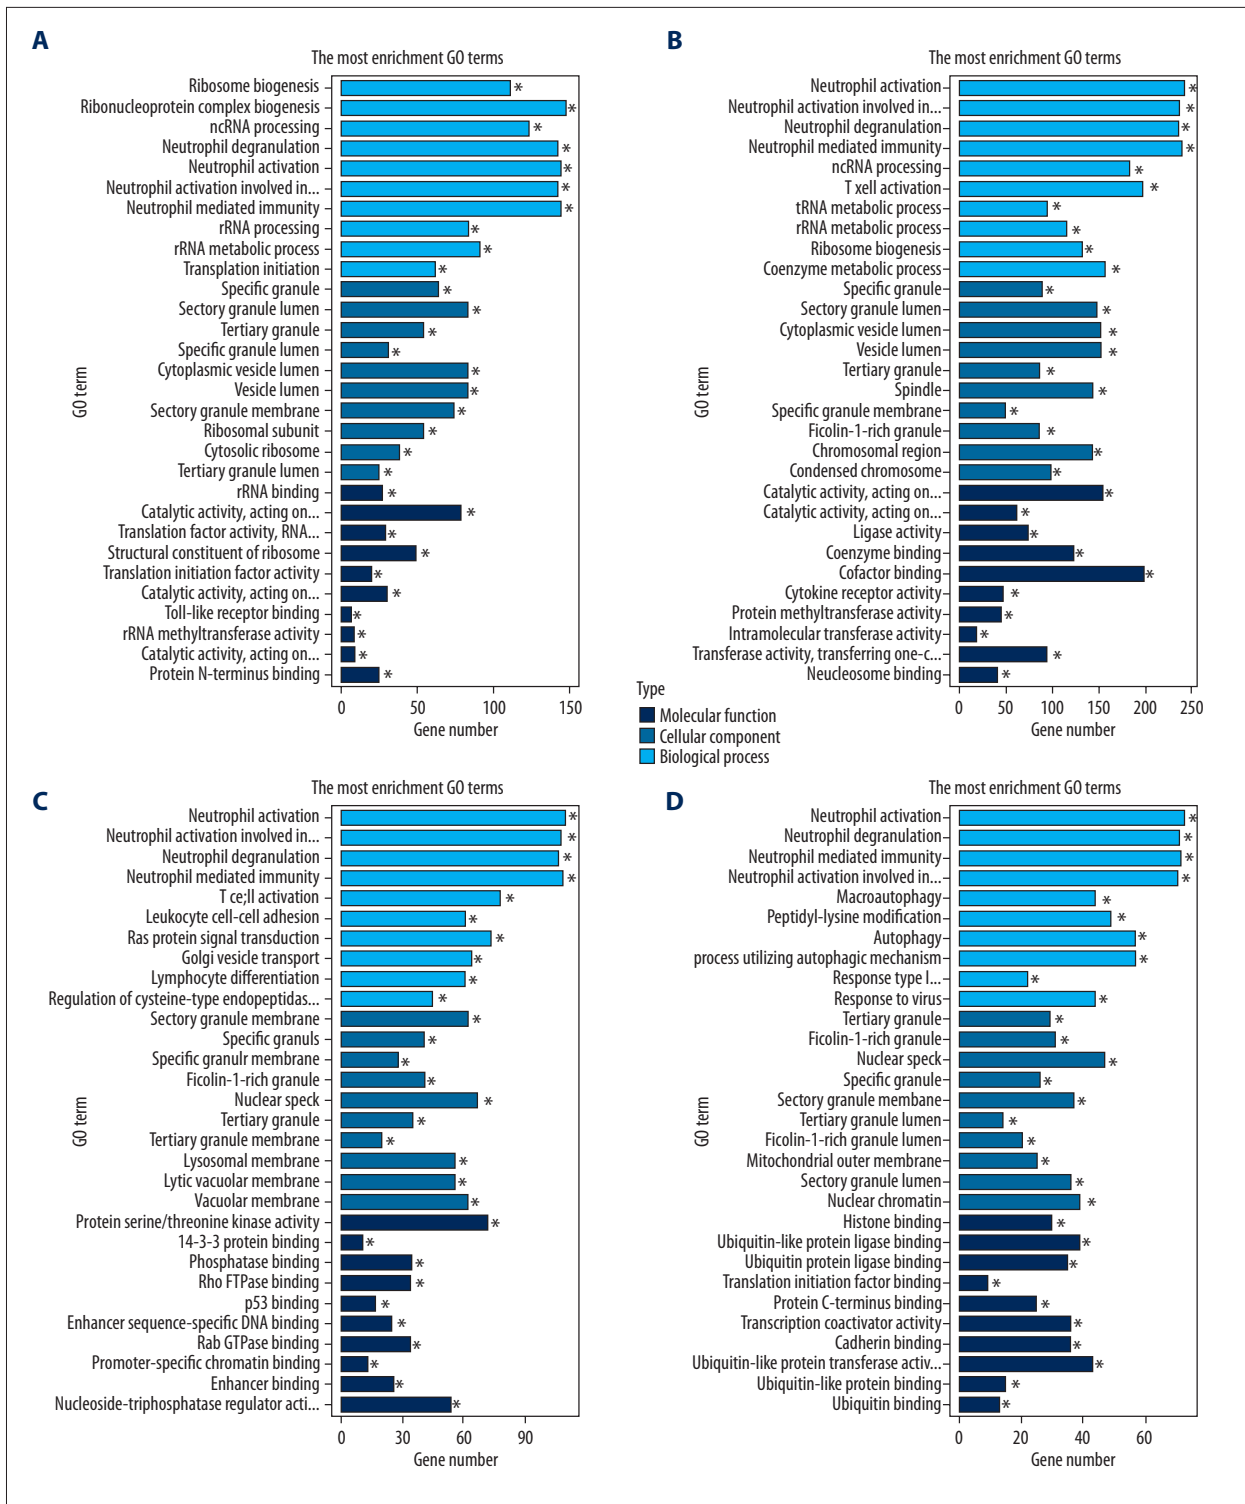 A
The most enrichment GO terms
Ribosome biogenesis *
Ribonucleoprotein complex biogenesis *
ncRNA processing *
Neutrophil degranulation *
Neutrophil activation *
Neutrophil activation involved in... *
Neutrophil mediated immunity *
rRNA processing *
rRNA metabolic process *
Transplation initiation *
Specific granule *
Sectory granule lumen *
Tertiary granule *
Specific granule lumen *
Cytoplasmic vesicle lumen *
Vesicle lumen *
Sectory granule membrane *
Ribosomal subunit *
Cytosolic ribosome *
Tertiary granule lumen *
rRNA binding *
Catalytic activity, acting on... *
Translation factor activity, RNA... *
Structural constituent of ribosome *
Translation initiation factor activity *
Catalytic activity, acting on... *
Toll-like receptor binding *
rRNA methyltransferase activity *
Catalytic activity, acting on... *
Protein N-terminus binding *
GO term
0 50 100 150
Gene number
B
The most enrichment GO terms
Neutrophil activation *
Neutrophil activation involved in... *
Neutrophil degranulation *
Neutrophil mediated immunity *
ncRNA processing *
T xell activation *
tRNA metabolic process *
rRNA metabolic process *
Ribosome biogenesis *
Coenzyme metabolic process *
Specific granule *
Sectory granule lumen *
Cytoplasmic vesicle lumen *
Vesicle lumen *
Tertiary granule *
Spindle *
Specific granule membrane *
Ficolin-1-rich granule *
Chromosomal region *
Condensed chromosome *
Catalytic activity, acting on... *
Catalytic activity, acting on... *
Ligase activity *
Coenzyme binding *
Cofactor binding *
Cytokine receptor activity *
Protein methyltransferase activity *
Intramolecular transferase activity *
Transferase activity, transferring one-c... *
Neucleosome binding *
GO term
0 50 100 150 200 250
Gene number
Type
Molecular function
Cellular component
Biological process
C
The most enrichment GO terms
Neutrophil activation *
Neutrophil activation involved in... *
Neutrophil degranulation *
Neutrophil mediated immunity *
T ce;ll activation *
Leukocyte cell-cell adhesion *
Ras protein signal transduction *
Golgi vesicle transport *
Lymphocyte differentiation *
Regulation of cysteine-type endopeptidas... *
Sectory granule membrane *
Specific granuls *
Specific granulr membrane *
Ficolin-1-rich granule *
Nuclear speck *
Tertiary granule *
Tertiary granule membrane *
Lysosomal membrane *
Lytic vacuolar membrane *
Vacuolar membrane *
Protein serine/threonine kinase activity *
14-3-3 protein binding *
Phosphatase binding *
Rho FTPase binding *
p53 binding *
Enhancer sequence-specific DNA binding *
Rab GTPase binding *
Promoter-specific chromatin binding *
Enhancer binding *
Nucleoside-triphosphatase regulator acti... *
GO term
0 30 60 90
Gene number
D
The most enrichment GO terms
Neutrophil activation *
Neutrophil degranulation *
Neutrophil mediated immunity *
Neutrophil activation involved in... *
Macroautophagy *
Peptidyl-lysine modification *
Autophagy *
process utilizing autophagic mechanism *
Response type I... *
Response to virus *
Tertiary granule *
Ficolin-1-rich granule *
Nuclear speck *
Specific granule *
Sectory granule membane *
Tertiary granule lumen *
Ficolin-1-rich granule lumen *
Mitochondrial outer membrane *
Sectory granule lumen *
Nuclear chromatin *
Histone binding *
Ubiquitin-like protein ligase binding *
Ubiquitin protein ligase binding *
Translation initiation factor binding *
Protein C-terminus binding *
Transcription coactivator activity *
Cadherin binding *
Ubiquitin-like protein transferase activ... *
Ubiquitin-like protein binding *
Ubiquitin binding *
GO term
0 20 40 60
Gene number